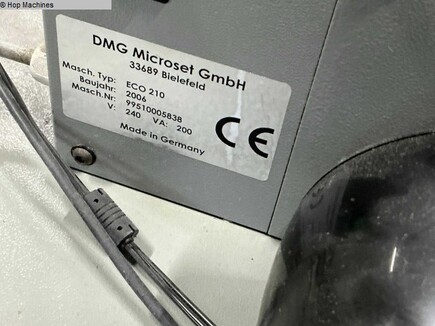 © Hop Machines
DMG Microset GmbH
33689 Bielefeld
Masch. Typ: ECO 210
Baujahr: 2006
Masch.Nr: 99510005838
V: 240 VA: 200
Made in Germany
CE